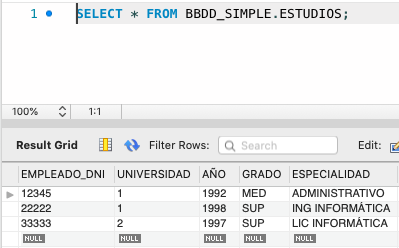 1 SELECT * FROM BBDD_SIMPLE.ESTUDIOS;
100% 1:1
Result Grid Filter Rows: Search Edit:
EMPLEADO_DNI UNIVERSIDAD AÑO GRADO ESPECIALIDAD
12345 1 1992 MED ADMINISTRATIVO
22222 1 1998 SUP ING INFORMÁTICA
33333 2 1997 SUP LIC INFORMÁTICA
NULL NULL NULL NULL NULL